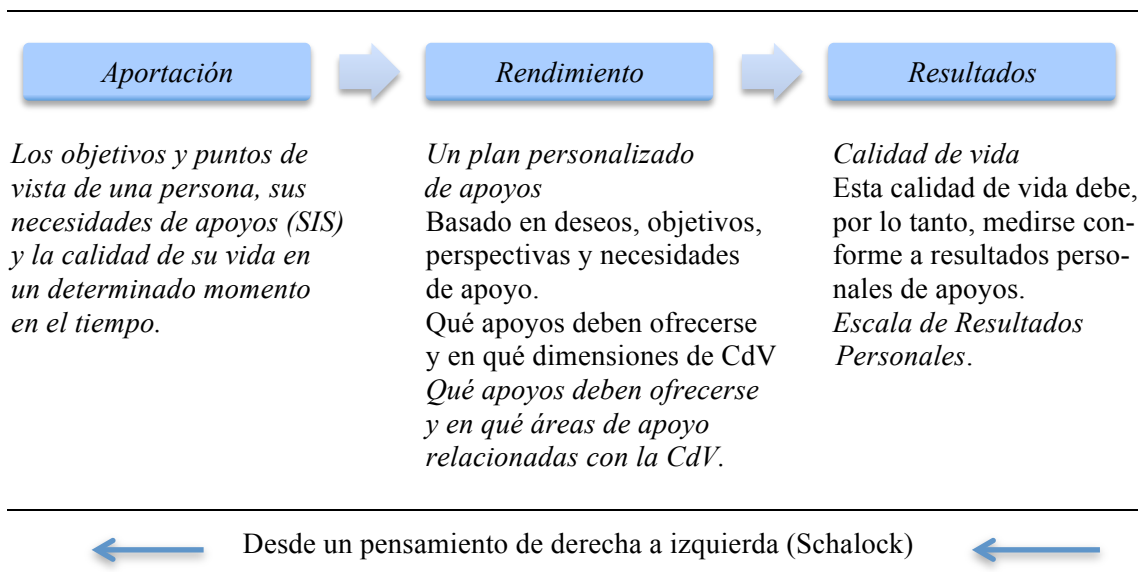 Aportación
Rendimiento
Resultados
Los objetivos y puntos de
vista de una persona, sus
necesidades de apoyos (SIS)
y la calidad de su vida en
un determinado momento
en el tiempo.
Un plan personalizado
de apoyos
Basado en deseos, objetivos,
perspectivas y necesidades
de apoyo.
Qué apoyos deben ofrecerse
y en qué dimensiones de CdV
Qué apoyos deben ofrecerse
y en qué áreas de apoyo
relacionadas con la CdV.
Calidad de vida
Esta calidad de vida debe,
por lo tanto, medirse con-
forme a resultados perso-
nales de apoyos.
Escala de Resultados
Personales.
Desde un pensamiento de derecha a izquierda (Schalock)